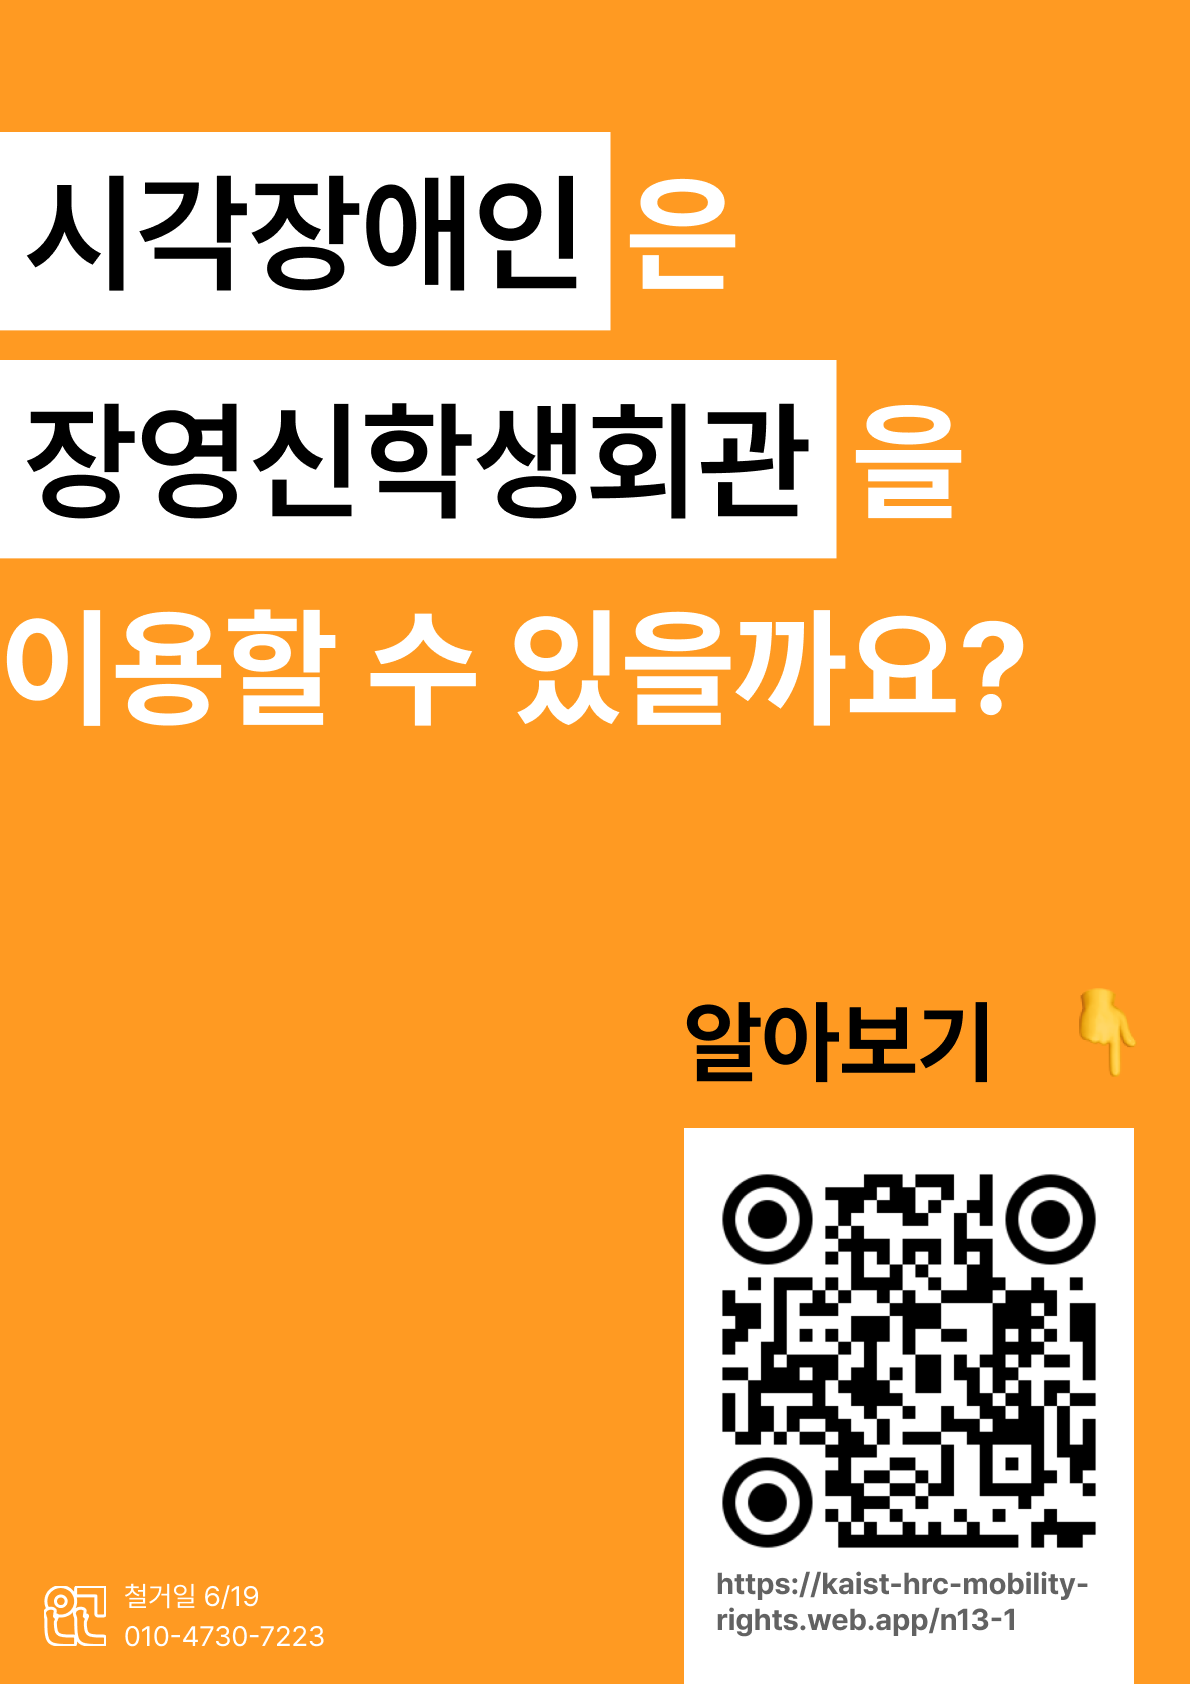 시각장애인 은
장영신학생회관 을
이용할 수 있을까요?
알아보기 👇
https://kaist-hrc-mobility-
rights.web.app/n13-1
철거일 6/19
010-4730-7223